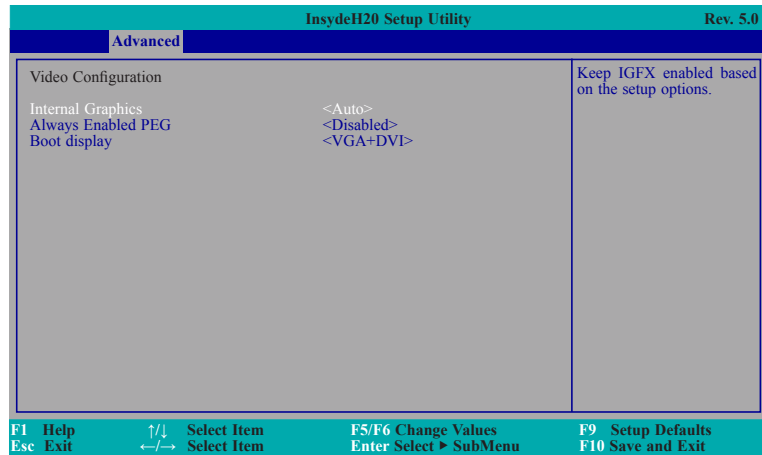 InsydeH20 Setup Utility Rev. 5.0
Advanced
Video Configuration
Internal Graphics <Auto>
Always Enabled PEG <Disabled>
Boot display <VGA+DVI>
Keep IGFX enabled based
on the setup options.
F1 Help ↑/↓ Select Item F5/F6 Change Values F9 Setup Defaults
Esc Exit ←/→ Select Item Enter Select ► SubMenu F10 Save and Exit